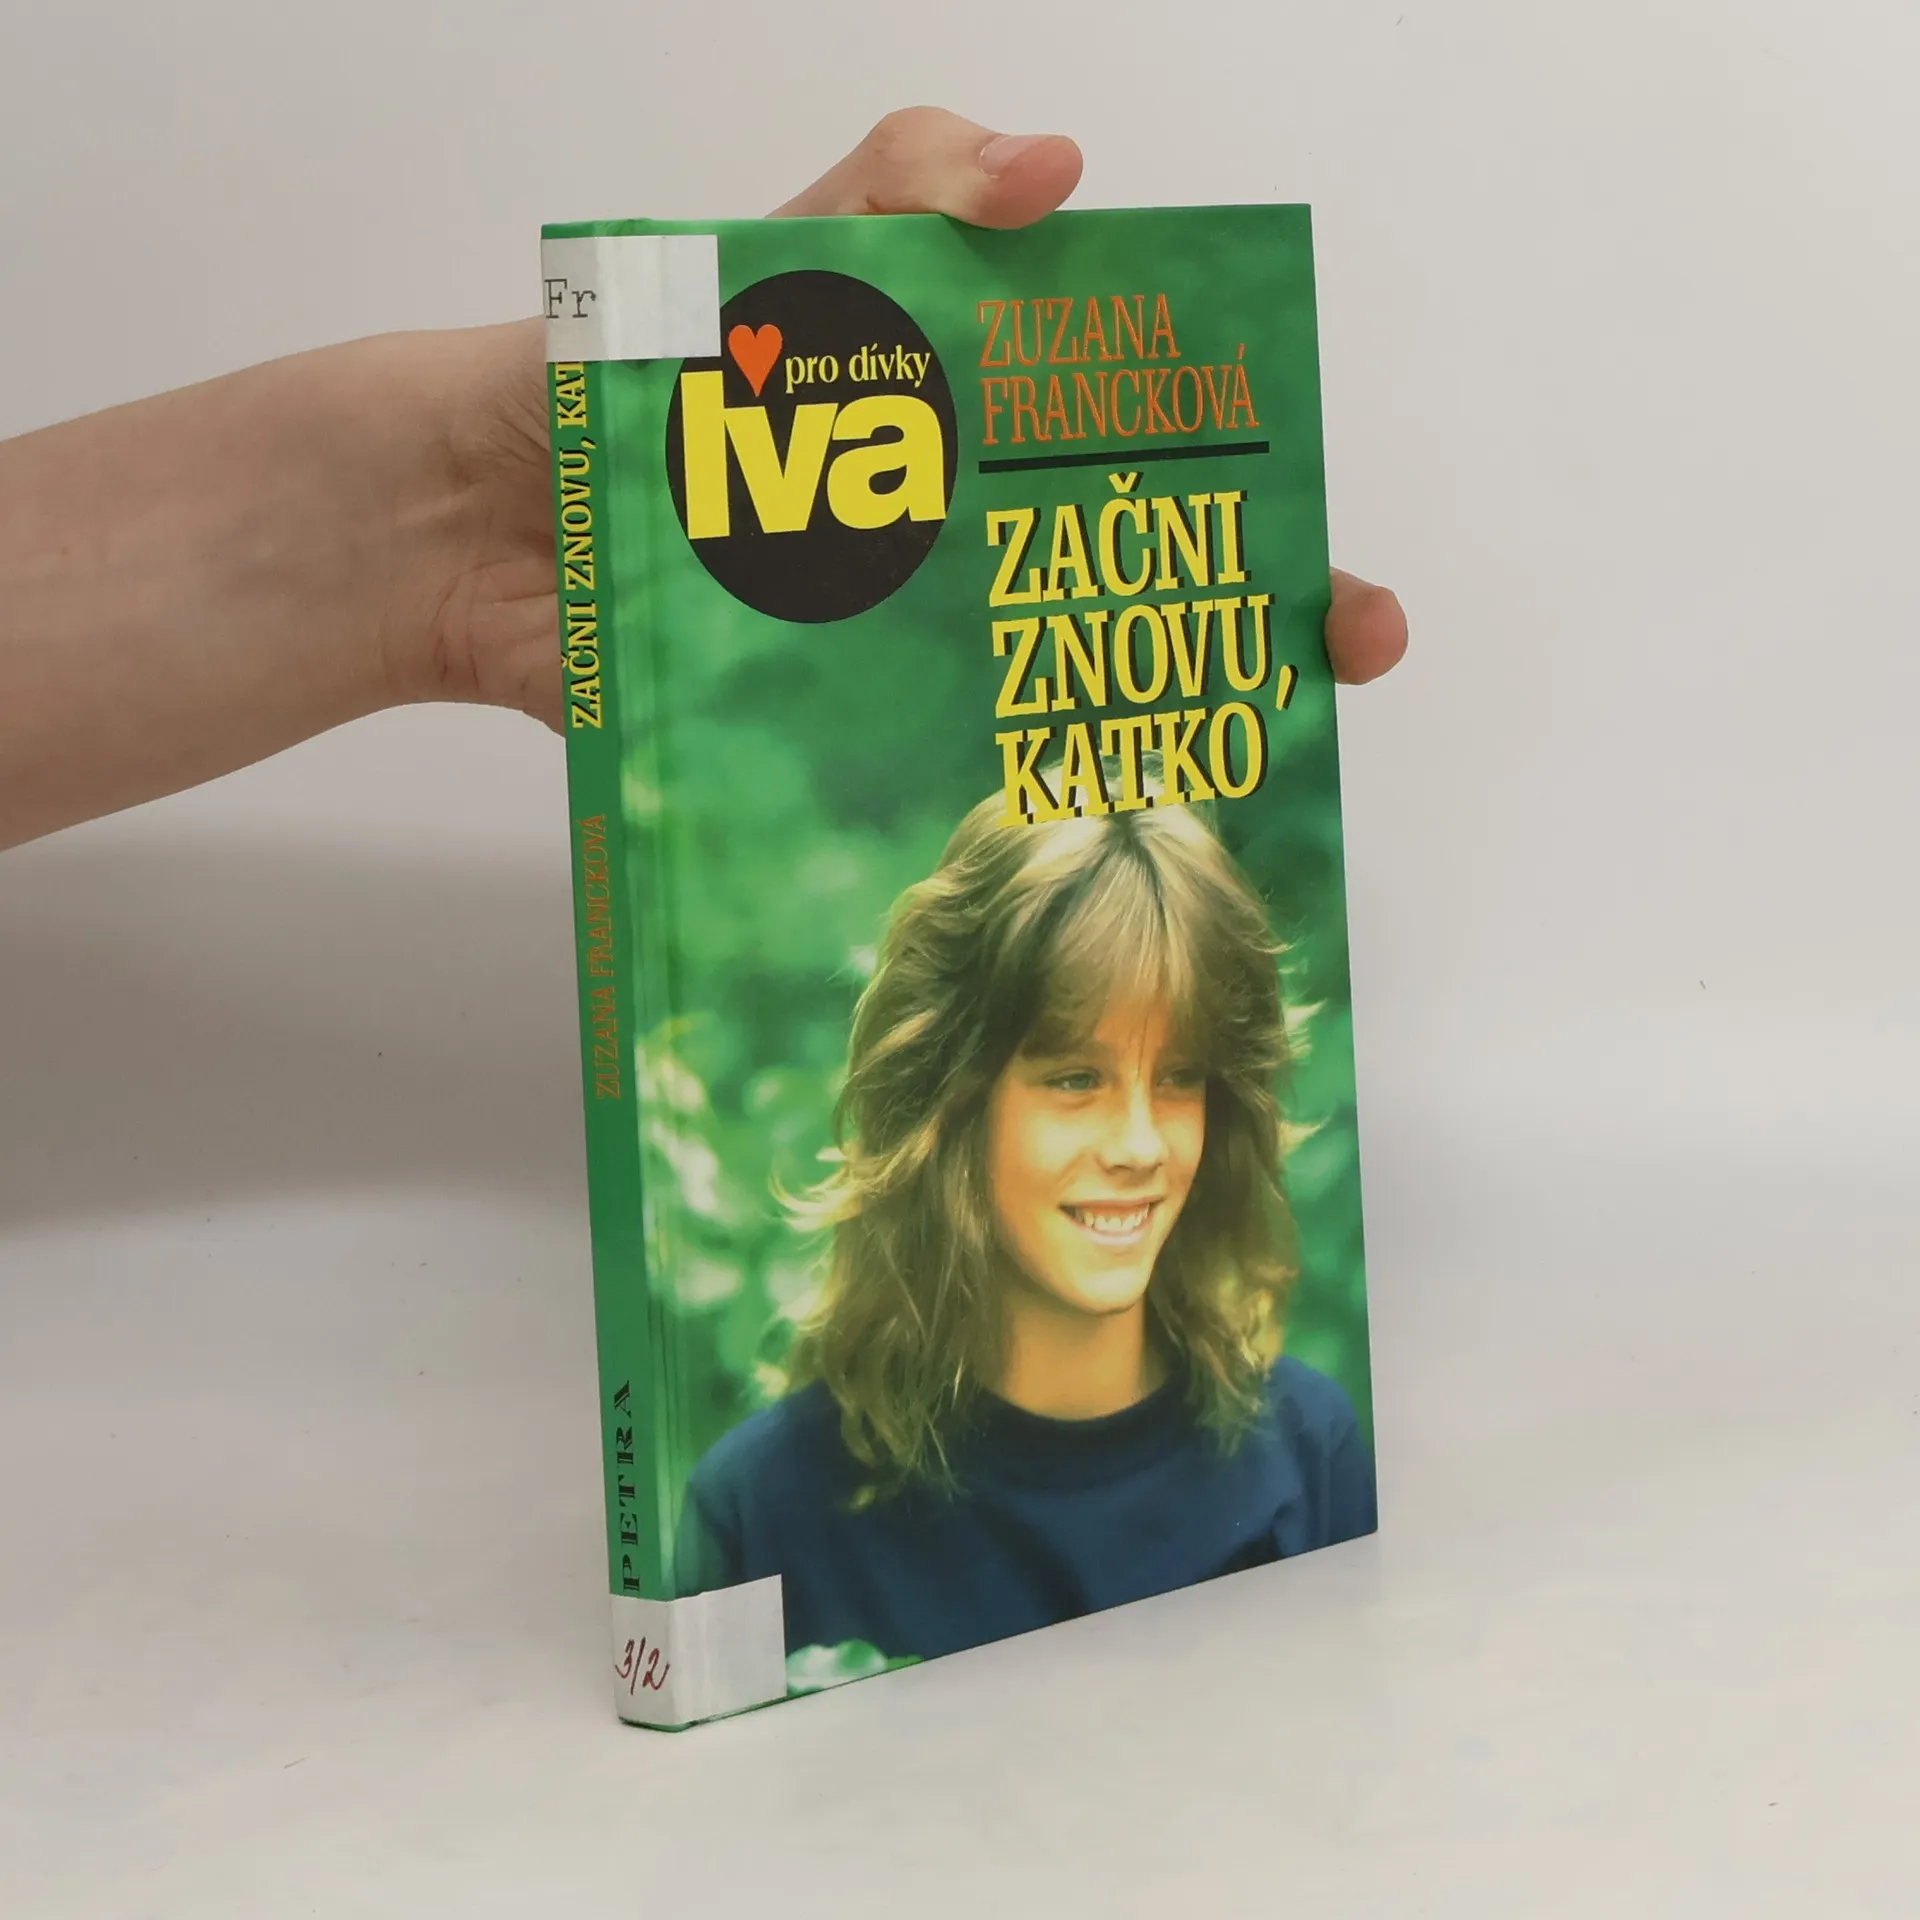 Fr
ZAČNI ZNOVU, KAT
ZUZANA FRANCKOVÁ
PETRA
3/2
pro dívky
Iva
ZUZANA
FRANCKOVÁ
ZAČNI
ZNOVU,
KATKO